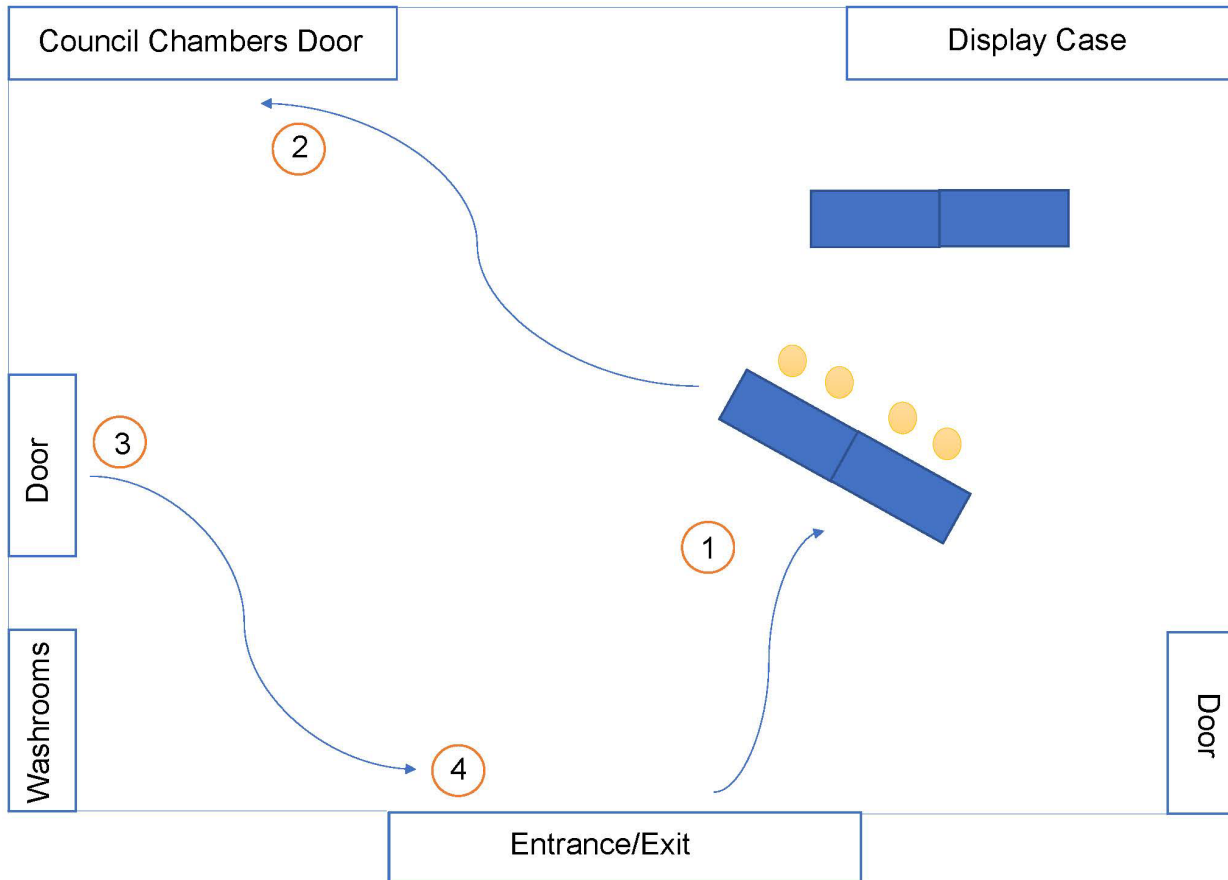 Council Chambers Door
Display Case
2
3
Door
1
Washrooms
4
Door
Entrance/Exit